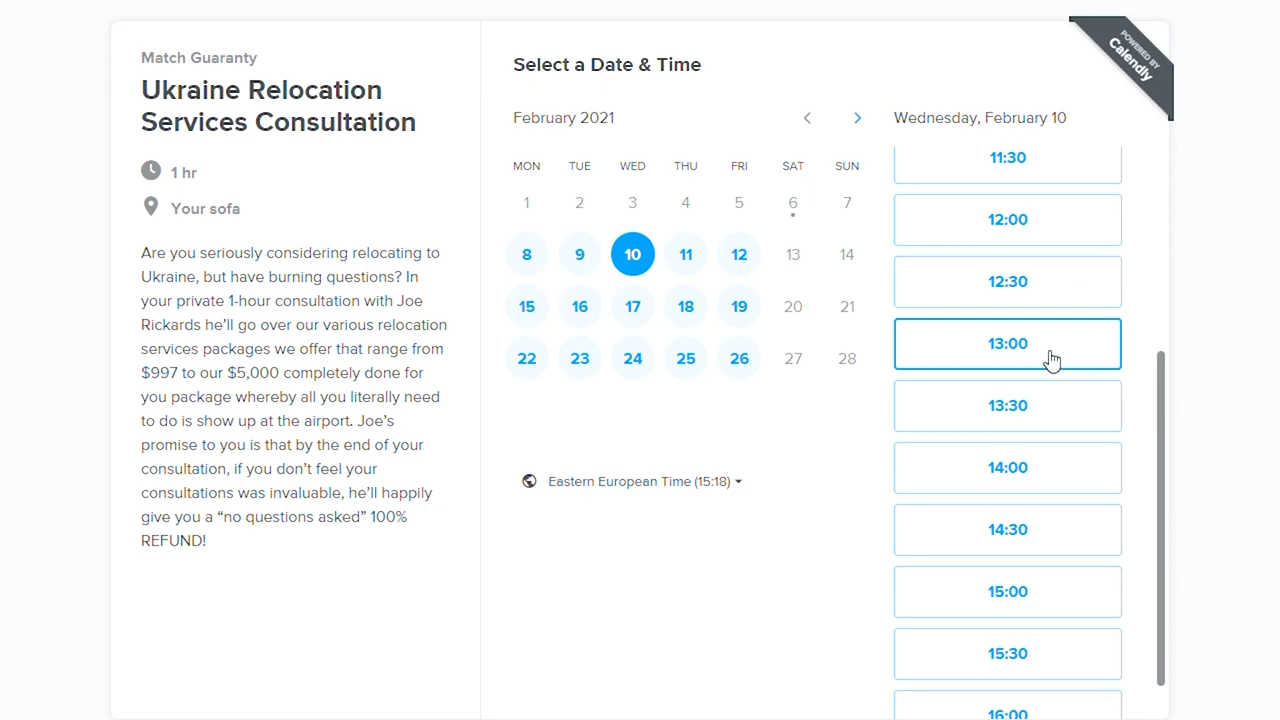 Match Guaranty
Ukraine Relocation
Services Consultation
1 hr
Your sofa
Are you seriously considering relocating to
Ukraine, but have burning questions? In
your private 1-hour consultation with Joe
Rickards he’ll go over our various relocation
services packages we offer that range from
$997 to our $5,000 completely done for
you package whereby all you literally need
to do is show up at the airport. Joe’s
promise to you is that by the end of your
consultation, if you don’t feel your
consultations was invaluable, he’ll happily
give you a “no questions asked” 100%
REFUND!
Select a Date & Time
February 2021
MON TUE WED THU FRI SAT SUN
1 2 3 4 5 6 7
8 9 10 11 12 13 14
15 16 17 18 19 20 21
22 23 24 25 26 27 28
Eastern European Time (15:18)
Wednesday, February 10
11:30
12:00
12:30
13:00
13:30
14:00
14:30
15:00
15:30
16:00
POWERED BY
Calendly